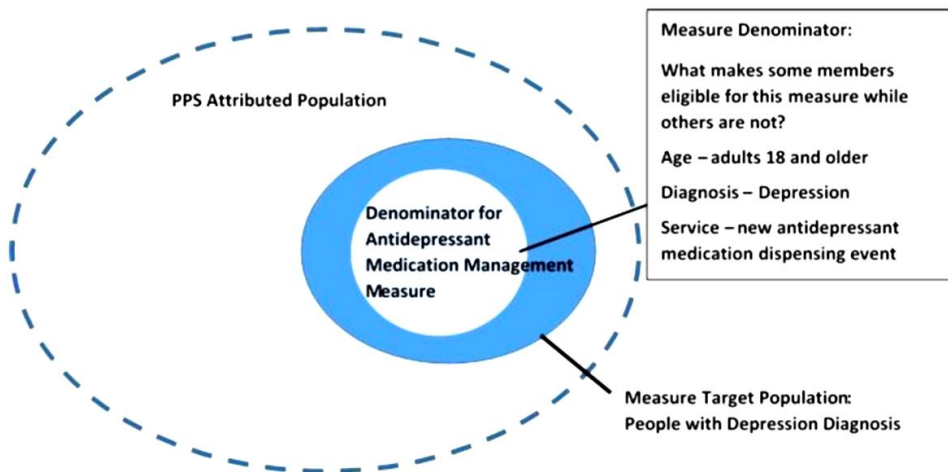 PPS Attributed Population
Denominator for
Antidepressant
Medication Management
Measure
Measure Denominator:
What makes some members
eligible for this measure while
others are not?
Age – adults 18 and older
Diagnosis – Depression
Service – new antidepressant
medication dispensing event
Measure Target Population:
People with Depression Diagnosis